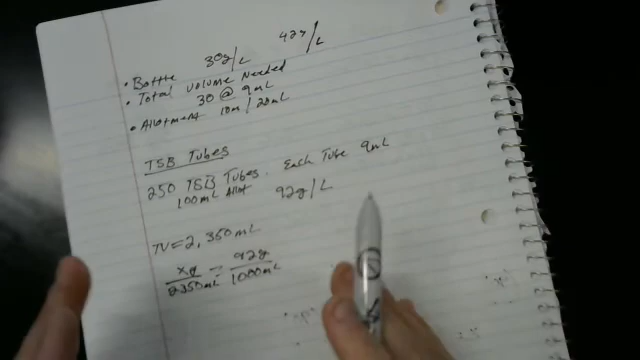 30g/L 42g/L
• Bottle
• Total Volume Needed
30 @ 9mL
• Allotment 10m/20mL
TSB Tubes
250 TSB Tubes. Each Tube 9mL
100mL Allot 92g/L
TV = 2,350mL
xg/2350mL = 92g/1000mL